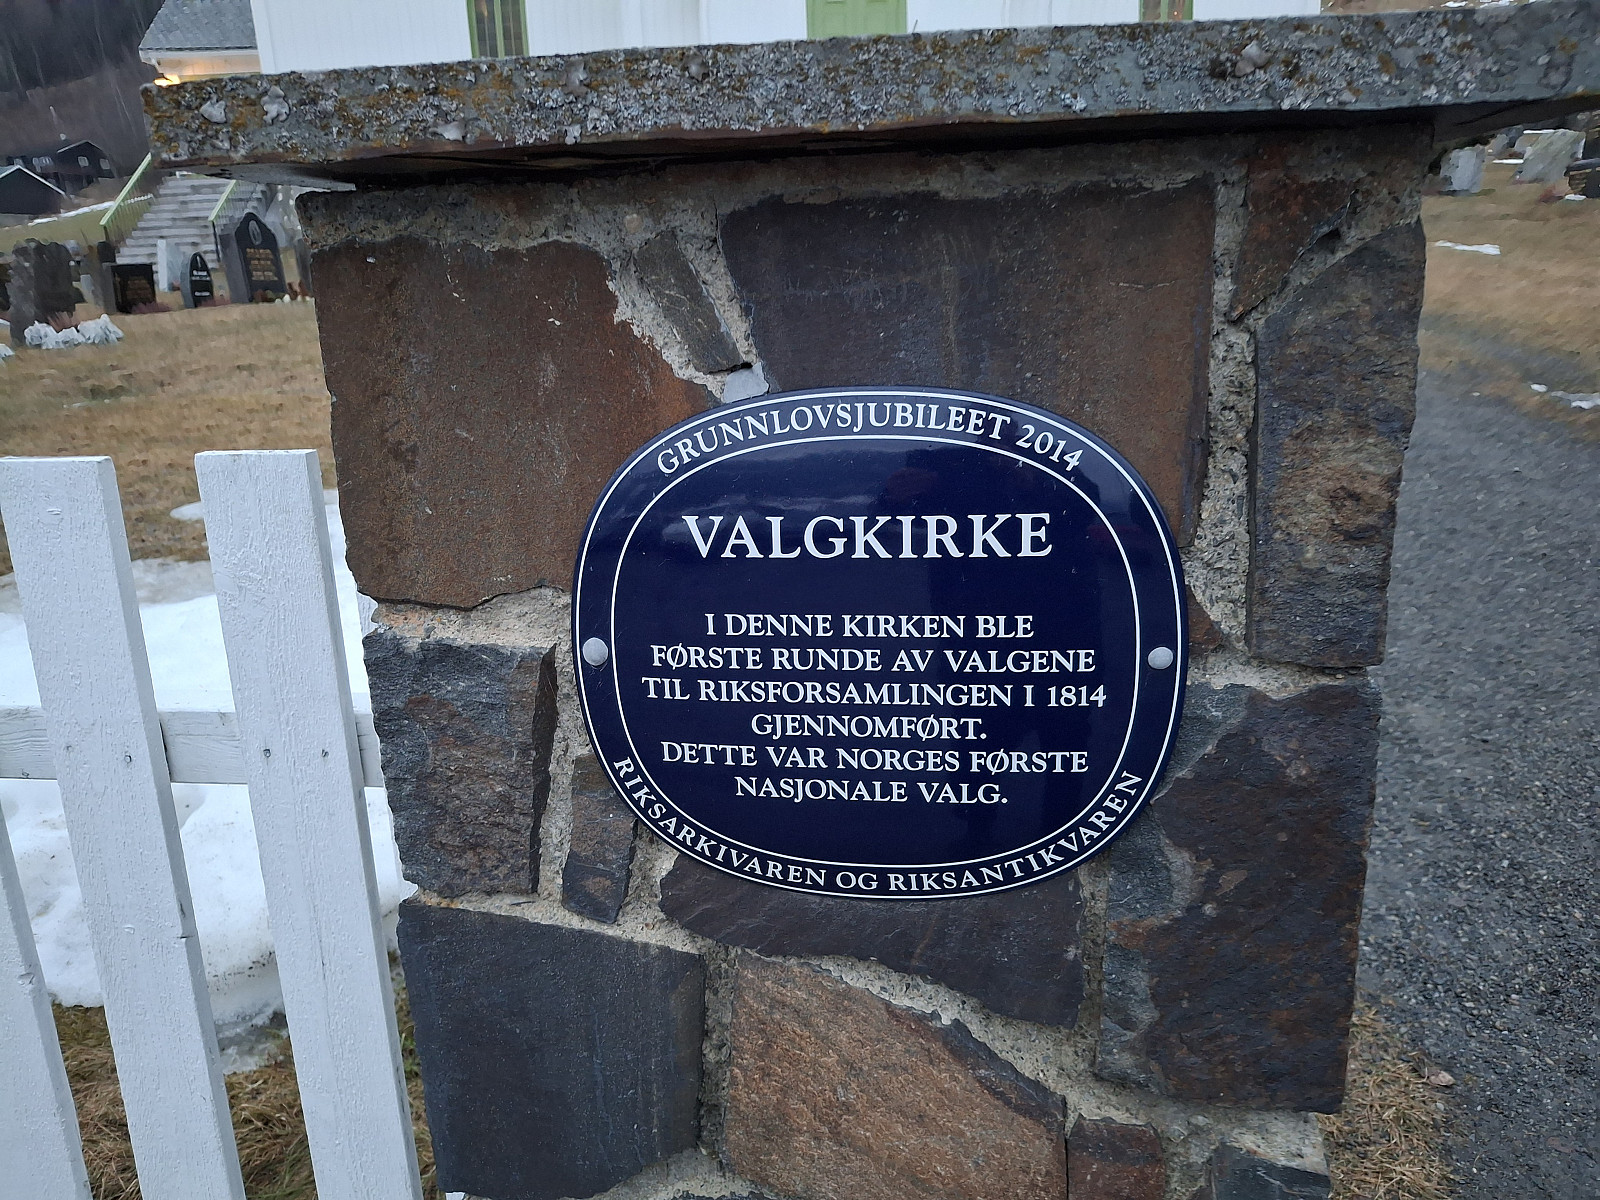 GRUNNLOVSJUBILEET 2014
VALGKIRKE
I DENNE KIRKEN BLE
FØRSTE RUNDE AV VALGENE
TIL RIKSFORSAMLINGEN I 1814
GJENNOMFØRT.
DETTE VAR NORGES FØRSTE
NASJONALE VALG.
RIKSARKIVAREN OG RIKSANTIKVAREN